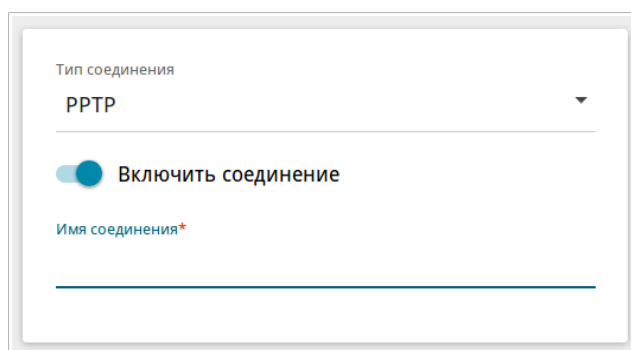 Тип соединения
PPTP
Включить соединение
Имя соединения*